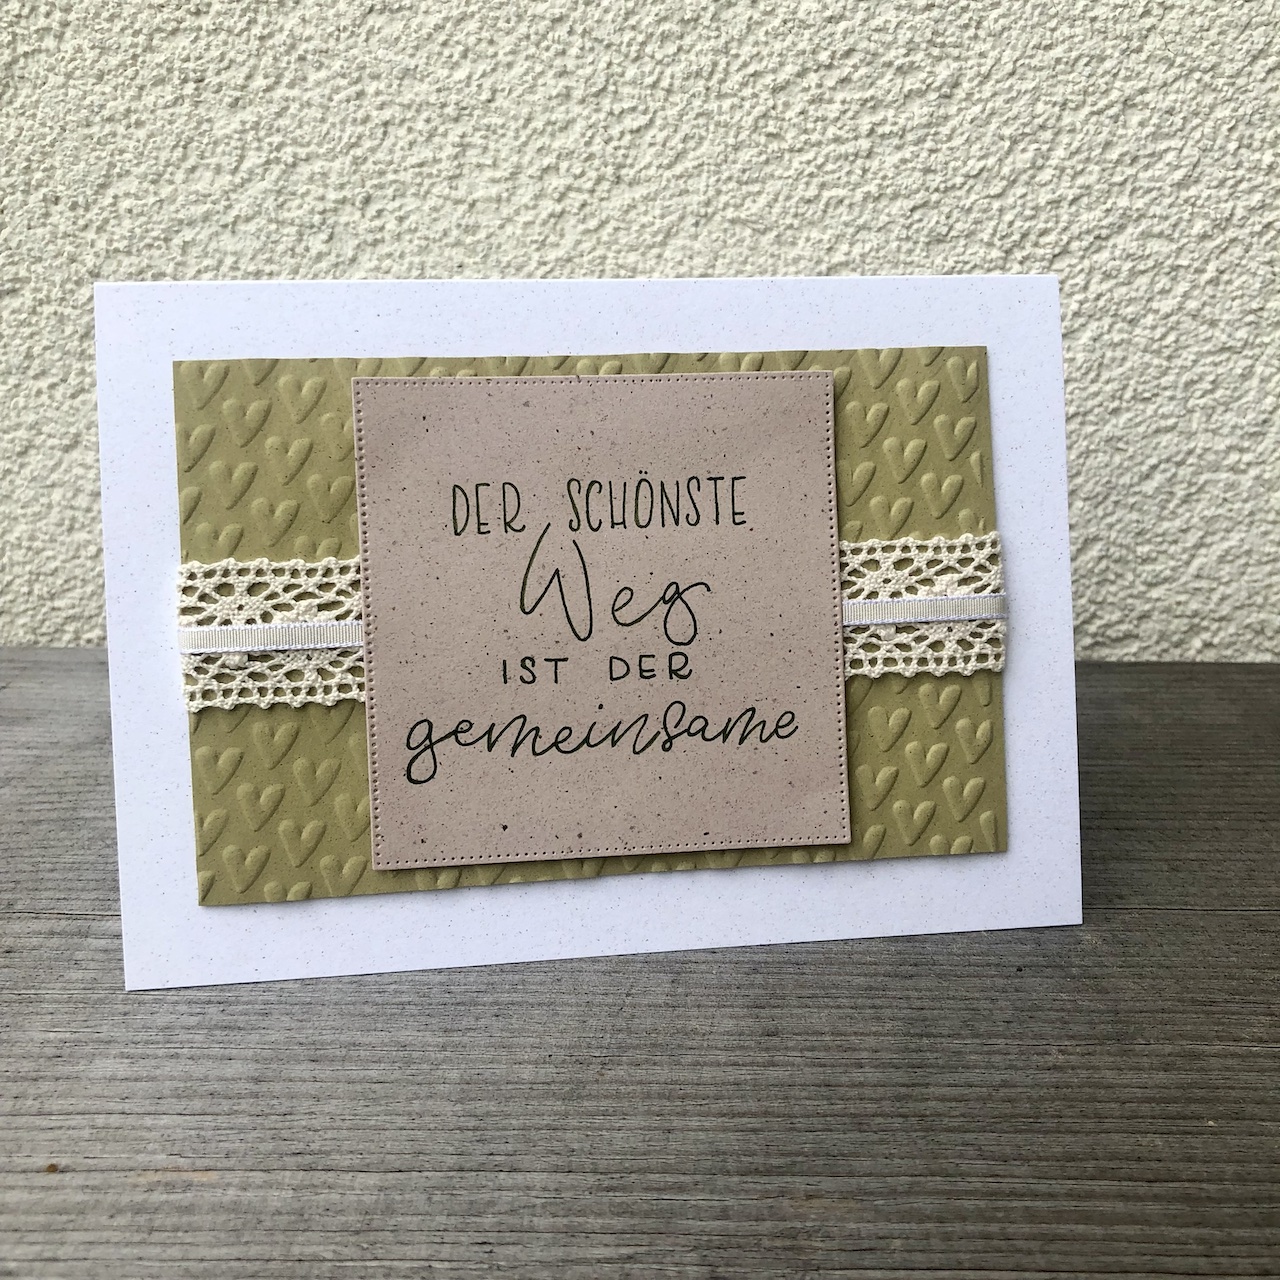 DER SCHÖNSTE
Weg
IST DER
gemeinsame